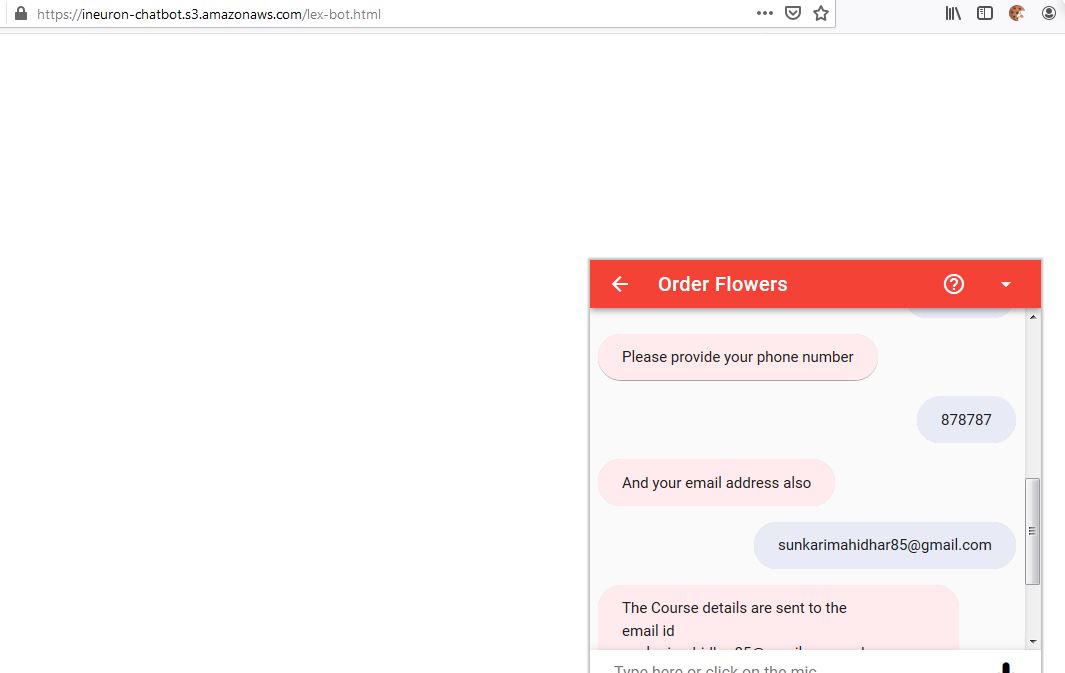 https://ineuron-chatbot.s3.amazonaws.com/lex-bot.html
Order Flowers
Please provide your phone number
878787
And your email address also
sunkarimahidhar85@gmail.com
The Course details are sent to the
email id
Type here or click on the mic